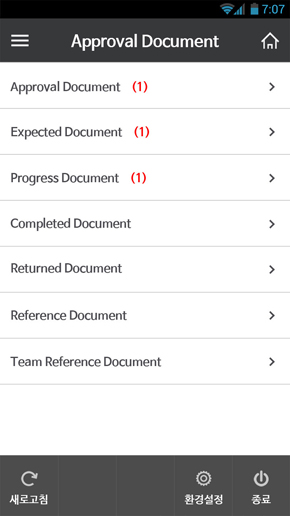 7:07
Approval Document
Approval Document (1)
Expected Document (1)
Progress Document (1)
Completed Document
Returned Document
Reference Document
Team Reference Document
새로고침 환경설정 종료